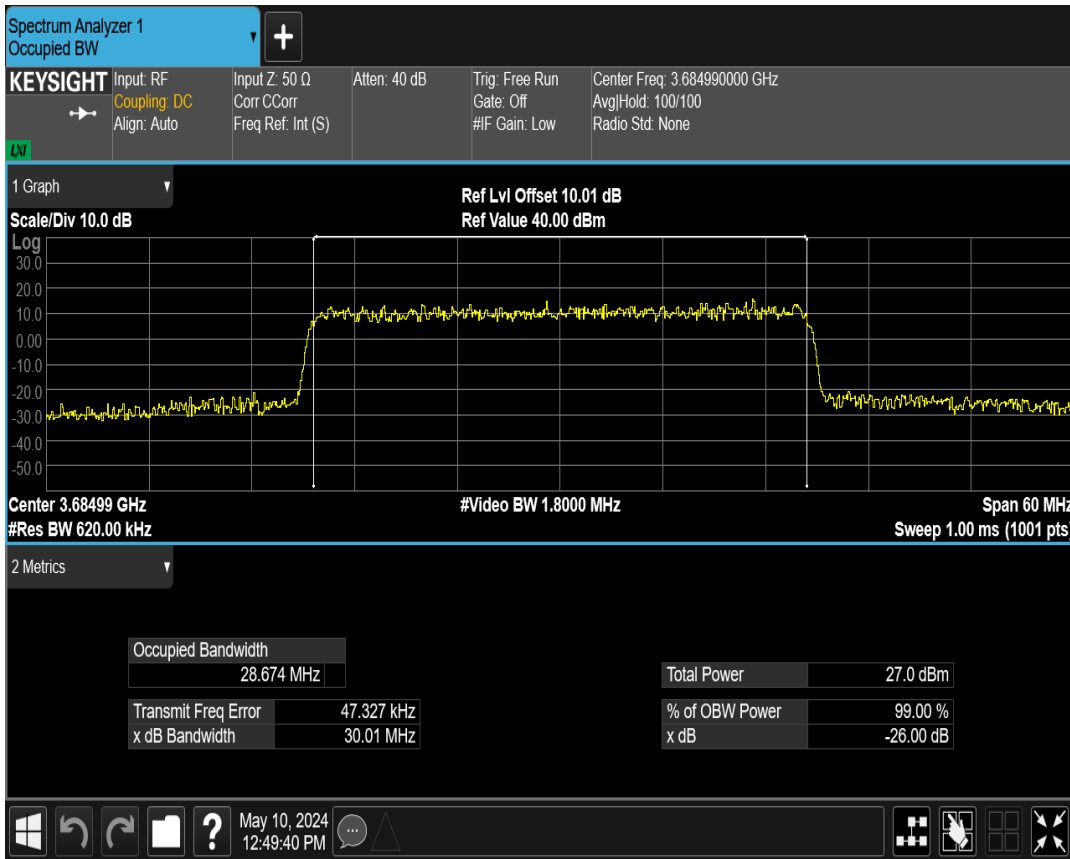 Spectrum Analyzer 1
Occupied BW
+
KEYSIGHT
LXI
Input: RF
Coupling: DC
Align: Auto
Input Z: 50 Ω
Corr CCorr
Freq Ref: Int (S)
Atten: 40 dB
Trig: Free Run
Gate: Off
#IF Gain: Low
Center Freq: 3.684990000 GHz
Avg|Hold: 100/100
Radio Std: None
1 Graph
Scale/Div 10.0 dB
Ref Lvl Offset 10.01 dB
Ref Value 40.00 dBm
Log
30.0
20.0
10.0
0.00
-10.0
-20.0
-30.0
-40.0
-50.0
Center 3.68499 GHz
#Res BW 620.00 kHz
#Video BW 1.8000 MHz
Span 60 MHz
Sweep 1.00 ms (1001 pts)
2 Metrics
Occupied Bandwidth
28.674 MHz
Transmit Freq Error 47.327 kHz
x dB Bandwidth 30.01 MHz
Total Power 27.0 dBm
% of OBW Power 99.00 %
x dB -26.00 dB
?
May 10, 2024
12:49:40 PM